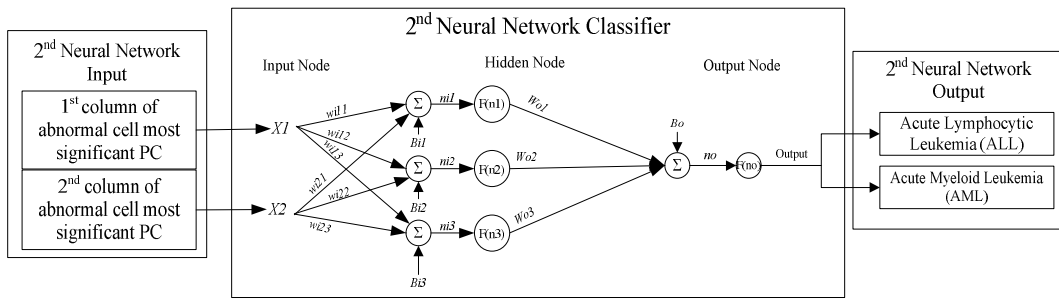 2nd Neural Network
Input
1st column of
abnormal cell most
significant PC
2nd column of
abnormal cell most
significant PC
2nd Neural Network Classifier
Input Node
Hidden Node
Output Node
X1
X2
wi11
wi12
wi13
wi21
wi22
wi23
Σ
Bi1
ni1
F(n1)
Wo1
Σ
Bi2
ni2
F(n2)
Wo2
Σ
Bi3
ni3
F(n3)
Wo3
Bo
Σ
no
F(no)
Output
2nd Neural Network
Output
Acute Lymphocytic
Leukemia (ALL)
Acute Myeloid Leukemia
(AML)